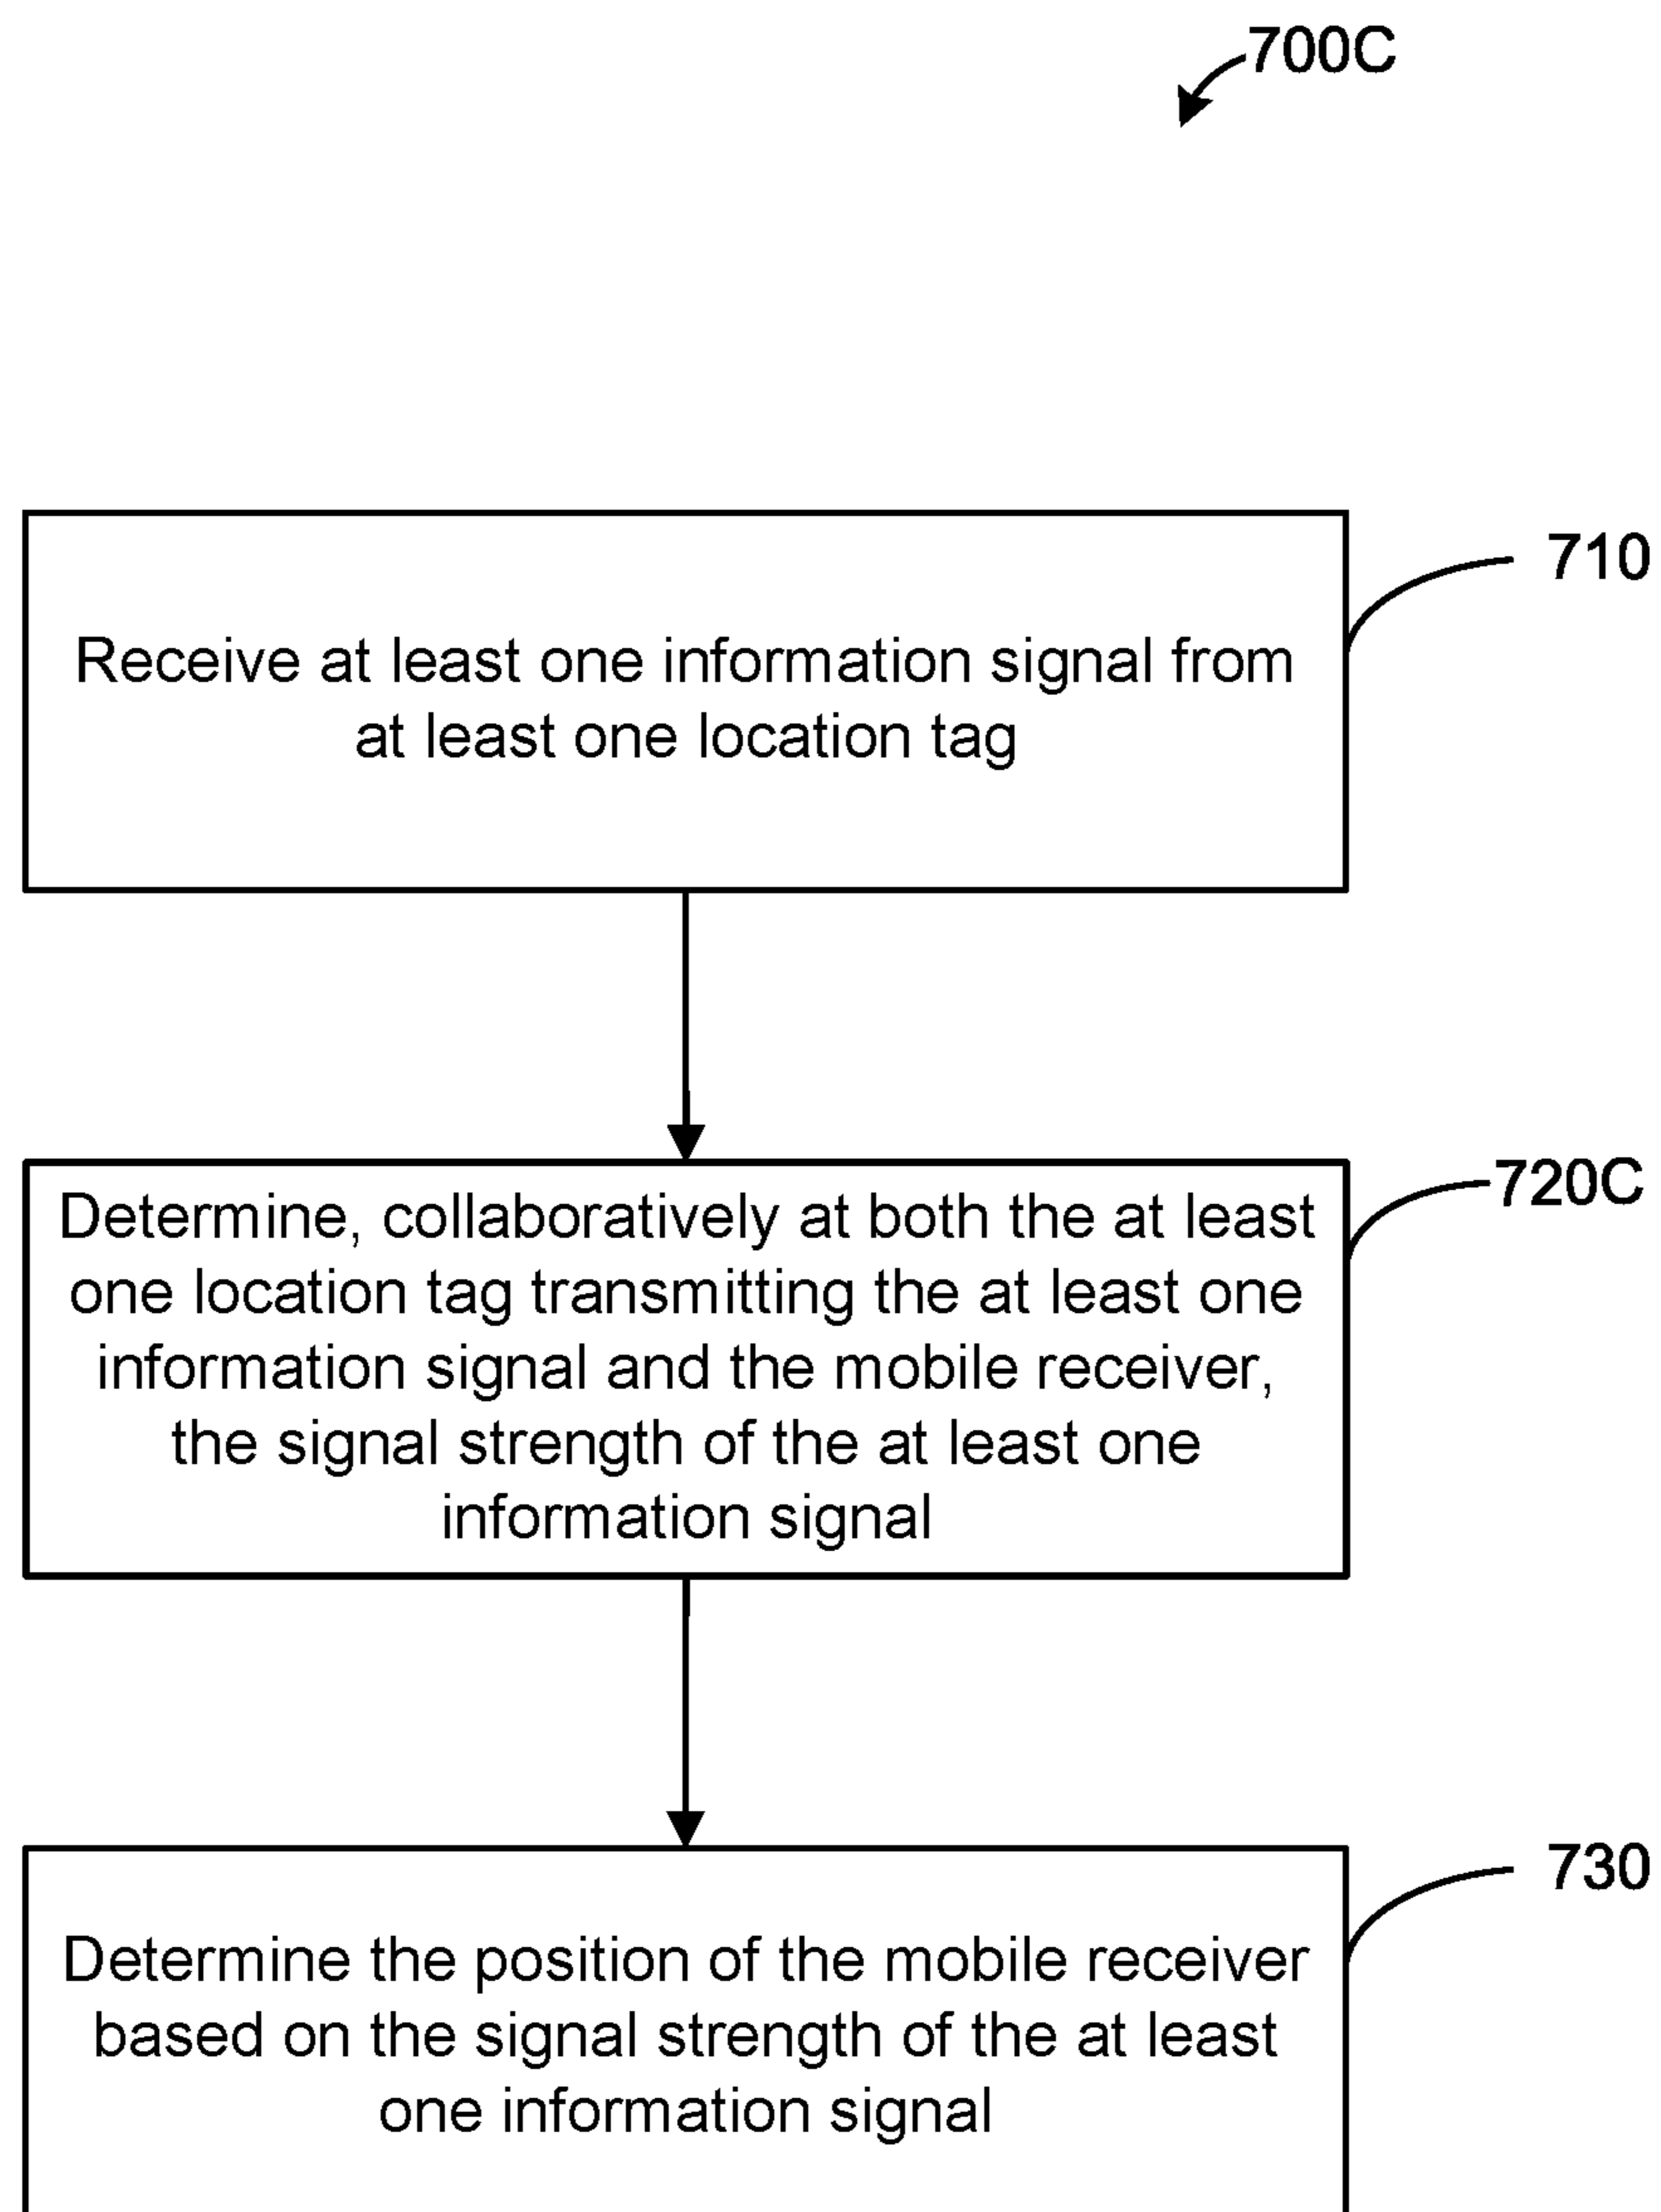 700C
710
Receive at least one information signal from
at least one location tag
720C
Determine, collaboratively at both the at least
one location tag transmitting the at least one
information signal and the mobile receiver,
the signal strength of the at least one
information signal
730
Determine the position of the mobile receiver
based on the signal strength of the at least
one information signal